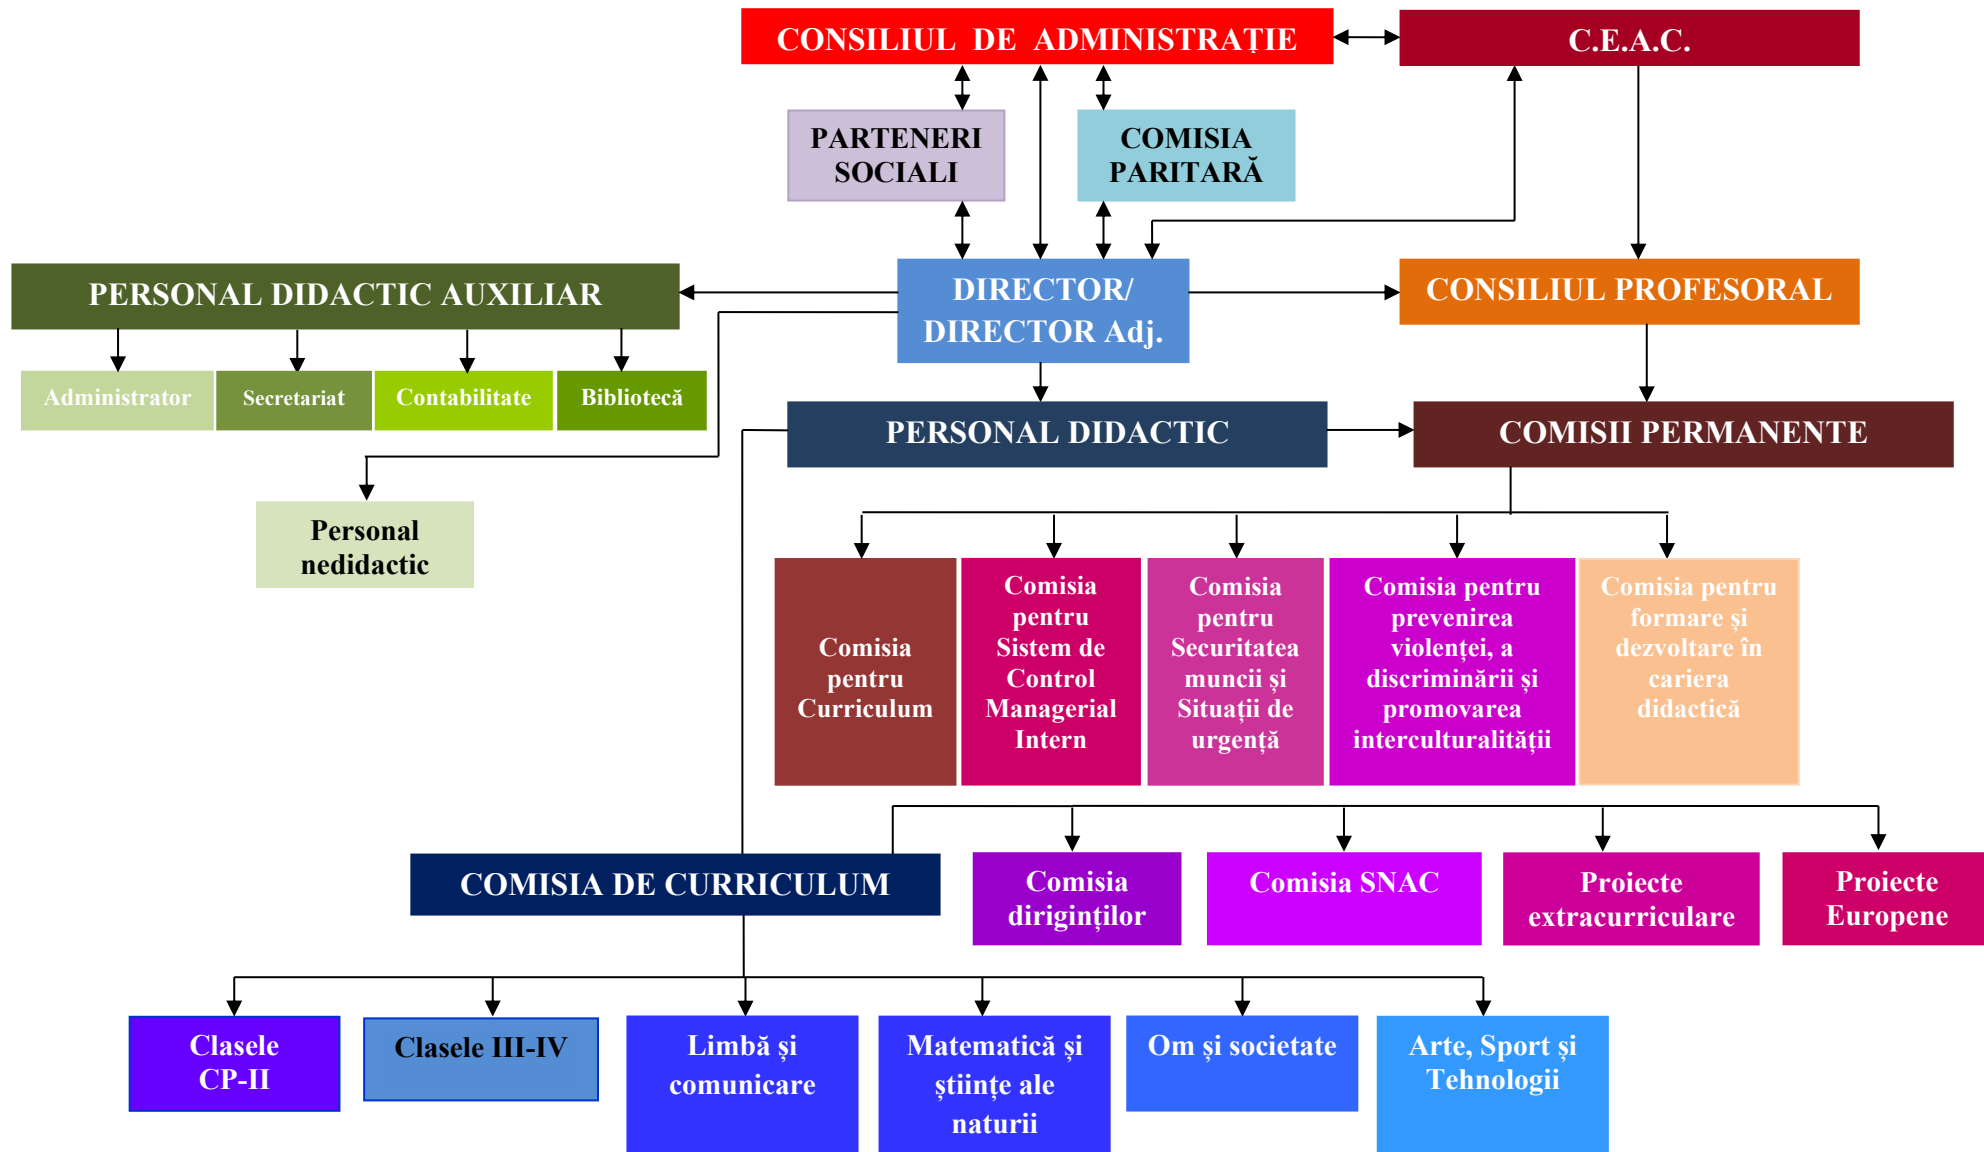 CONSILIUL DE ADMINISTRAȚIE
C.E.A.C.
PARTENERI
SOCIALI
COMISIA
PARITARĂ
PERSONAL DIDACTIC AUXILIAR
DIRECTOR/
DIRECTOR Adj.
CONSILIUL PROFESORAL
Administrator
Secretariat
Contabilitate
Bibliotecă
PERSONAL DIDACTIC
COMISII PERMANENTE
Personal
nedidactic
Comisia
pentru
Curriculum
Comisia
pentru
Sistem de
Control
Managerial
Intern
Comisia
pentru
Securitatea
muncii și
Situații de
urgență
Comisia pentru
prevenirea
violenței, a
discriminării și
promovarea
interculturalității
Comisia pentru
formare și
dezvoltare în
cariera
didactică
COMISIA DE CURRICULUM
Comisia
diriginților
Comisia SNAC
Proiecte
extracurriculare
Proiecte
Europene
Clasele
CP-II
Clasele III-IV
Limbă și
comunicare
Matematică și
științe ale
naturii
Om și societate
Arte, Sport și
Tehnologii